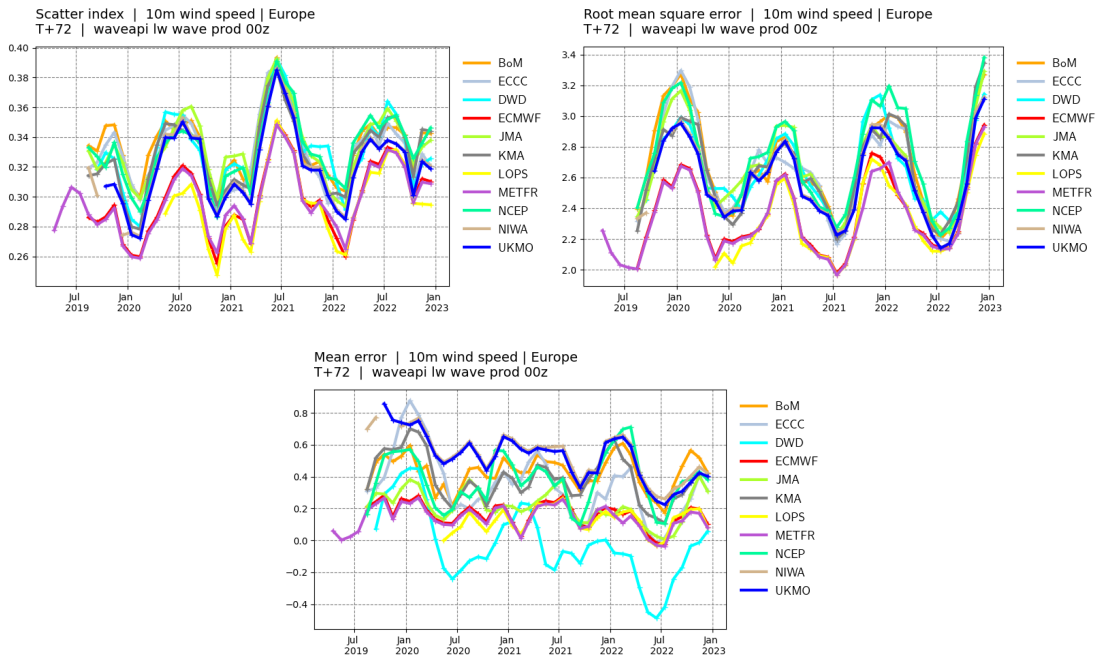 Scatter index | 10m wind speed | Europe
T+72 | waveapi lw wave prod 00z
0.40
0.38
0.36
0.34
0.32
0.30
0.28
0.26
Jul
2019
Jan
2020
Jul
2020
Jan
2021
Jul
2021
Jan
2022
Jul
2022
Jan
2023
BoM
ECCC
DWD
ECMWF
JMA
KMA
LOPS
METFR
NCEP
NIWA
UKMO
Root mean square error | 10m wind speed | Europe
T+72 | waveapi lw wave prod 00z
3.4
3.2
3.0
2.8
2.6
2.4
2.2
2.0
Jul
2019
Jan
2020
Jul
2020
Jan
2021
Jul
2021
Jan
2022
Jul
2022
Jan
2023
BoM
ECCC
DWD
ECMWF
JMA
KMA
LOPS
METFR
NCEP
NIWA
UKMO
Mean error | 10m wind speed | Europe
T+72 | waveapi lw wave prod 00z
0.8
0.6
0.4
0.2
0.0
−0.2
−0.4
Jul
2019
Jan
2020
Jul
2020
Jan
2021
Jul
2021
Jan
2022
Jul
2022
Jan
2023
BoM
ECCC
DWD
ECMWF
JMA
KMA
LOPS
METFR
NCEP
NIWA
UKMO